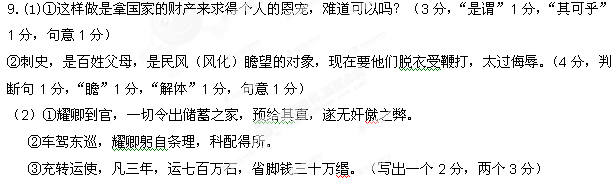 9. (1)①这样做是拿国家的财产来求得个人的恩宠，难道可以吗？（3 分，“是谓”1 分，“其可乎”
1 分，句意 1 分）
②刺史，是百姓父母，是民风（风化）瞻望的对象，现在要他们脱衣受鞭打，太过侮辱。（4 分，判
断句 1 分，“瞻”1 分，“解体”1 分，句意 1 分）
（2）①耀卿到官，一切令出储蓄之家，预给其直，遂无奸僦之弊。
②车驾东巡，耀卿躬自条理，科配得所。
③充转运使，凡三年，运七百万石，省脚钱三十万缗。（写出一个 2 分，两个 3 分）